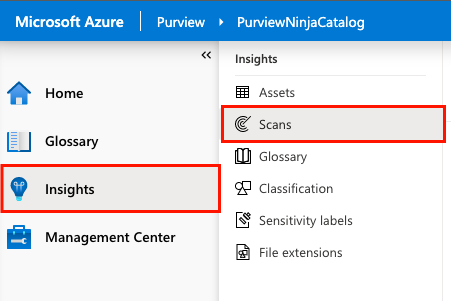 Microsoft Azure Purview PurviewNinjaCatalog
Home
Glossary
Insights
Management Center
Insights
Assets
Scans
Glossary
Classification
Sensitivity labels
File extensions